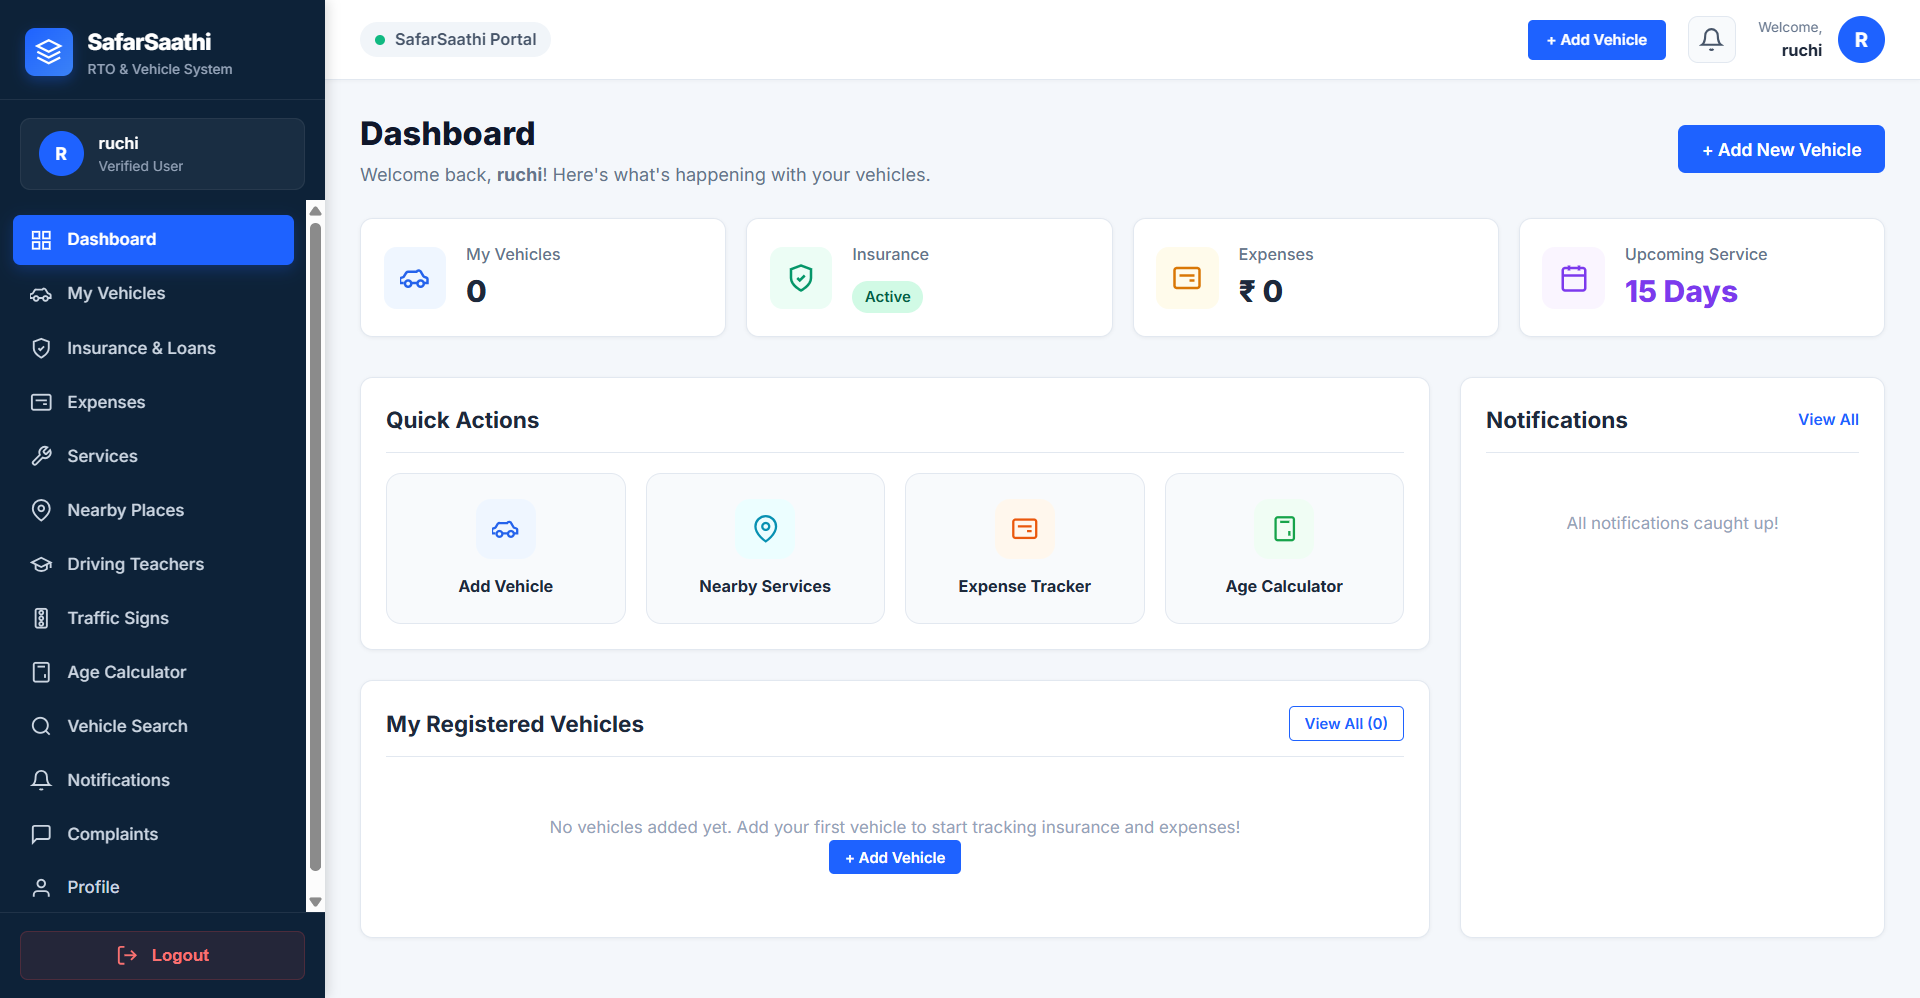 SafarSaathi
RTO & Vehicle System
R
ruchi
Verified User
Dashboard
My Vehicles
Insurance & Loans
Expenses
Services
Nearby Places
Driving Teachers
Traffic Signs
Age Calculator
Vehicle Search
Notifications
Complaints
Profile
Logout
SafarSaathi Portal
+ Add Vehicle
Welcome,
ruchi
R
Dashboard
Welcome back, ruchi! Here's what's happening with your vehicles.
+ Add New Vehicle
My Vehicles
0
Insurance
Active
Expenses
₹ 0
Upcoming Service
15 Days
Quick Actions
Add Vehicle
Nearby Services
Expense Tracker
Age Calculator
Notifications
View All
All notifications caught up!
My Registered Vehicles
View All (0)
No vehicles added yet. Add your first vehicle to start tracking insurance and expenses!
+ Add Vehicle